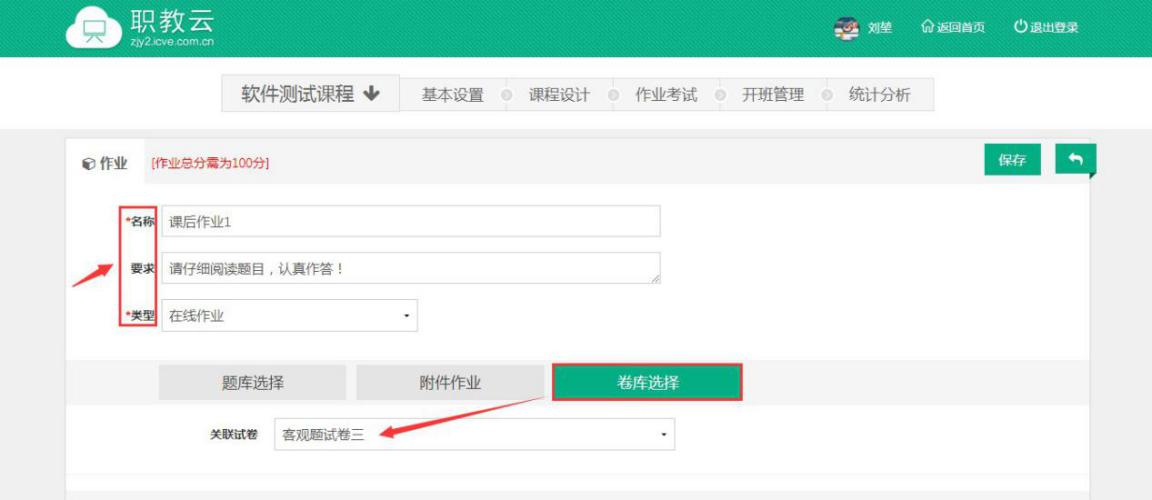 职教云
zjy2.icve.com.cn
刘堃 返回首页 退出登录
软件测试课程 基本设置 课程设计 作业考试 开班管理 统计分析
作业 [作业总分需为100分] 保存
*名称 课后作业1
要求 请仔细阅读题目，认真作答！
*类型 在线作业
题库选择 附件作业 卷库选择
关联试卷 客观题试卷三